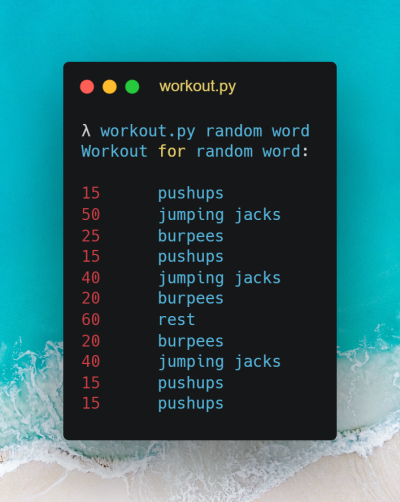 workout.py
λ workout.py random word
Workout for random word:
15 pushups
50 jumping jacks
25 burpees
15 pushups
40 jumping jacks
20 burpees
60 rest
20 burpees
40 jumping jacks
15 pushups
15 pushups